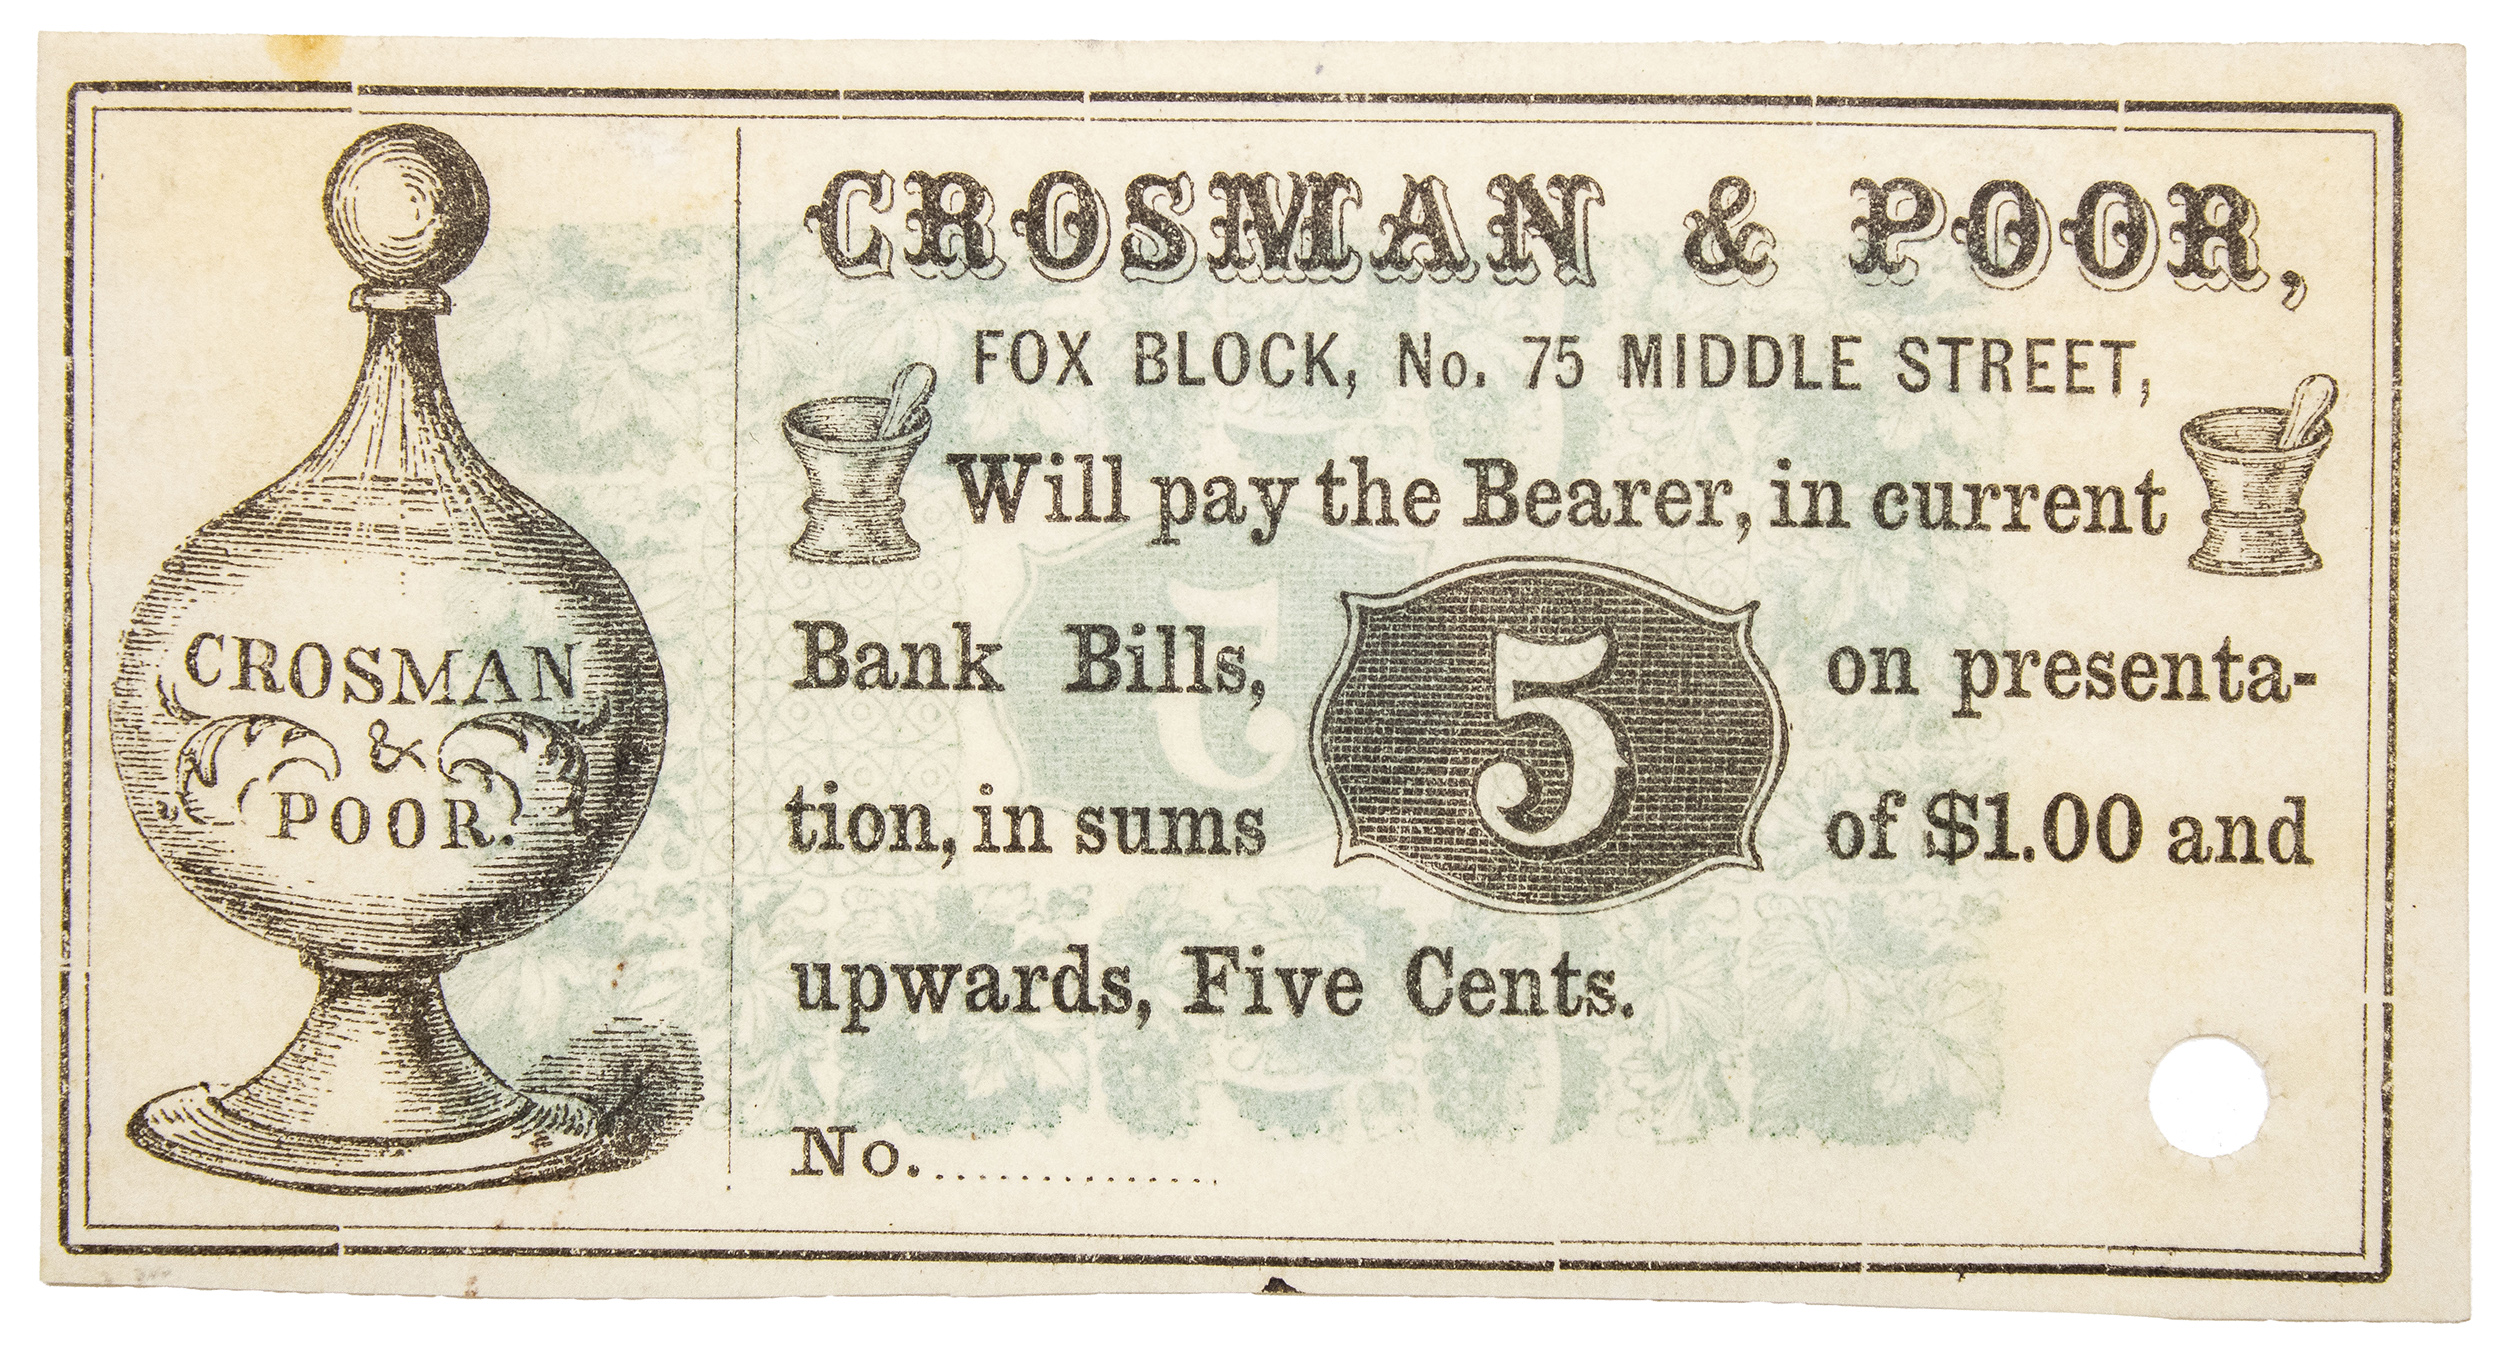 CROSMAN
&
POOR.
CROSMAN & POOR,
FOX BLOCK, No. 75 MIDDLE STREET,
Will pay the Bearer, in current
Bank Bills, 5 on presenta-
tion, in sums of $1.00 and
upwards, Five Cents.
No. ..............